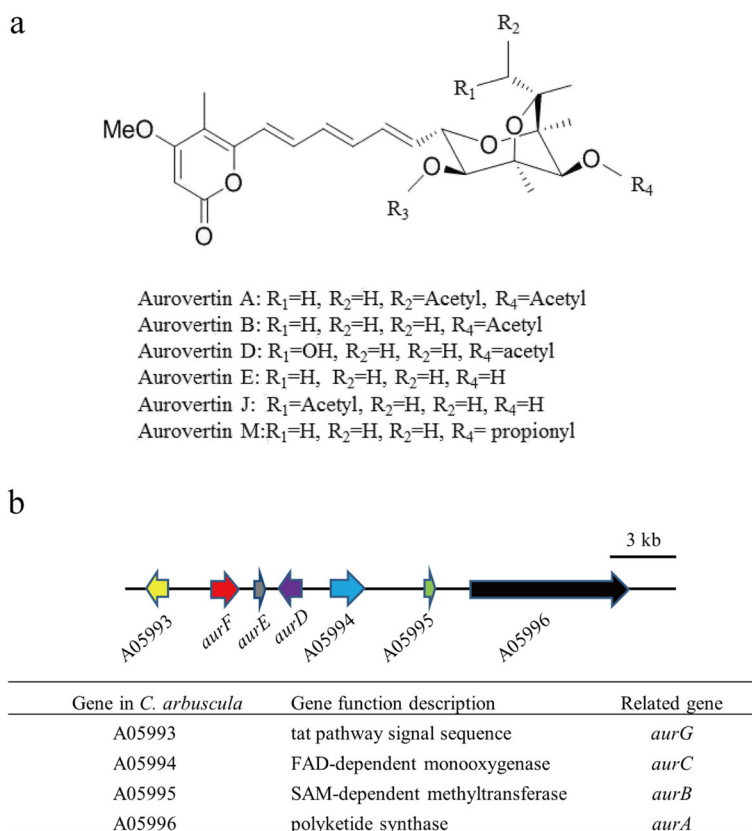 a
R₂
R₁
MeO
O
O
O
O
O
O
R₃
R₄
Aurovertin A: R₁=H, R₂=H, R₂=Acetyl, R₄=Acetyl
Aurovertin B: R₁=H, R₂=H, R₂=H, R₄=Acetyl
Aurovertin D: R₁=OH, R₂=H, R₂=H, R₄=acetyl
Aurovertin E: R₁=H, R₂=H, R₂=H, R₄=H
Aurovertin J: R₁=Acetyl, R₂=H, R₂=H, R₄=H
Aurovertin M:R₁=H, R₂=H, R₂=H, R₄= propionyl
b
3 kb
A05993 aurF aurE aurD A05994 A05995 A05996
Gene in C. arbuscula Gene function description Related gene
A05993 tat pathway signal sequence aurG
A05994 FAD-dependent monooxygenase aurC
A05995 SAM-dependent methyltransferase aurB
A05996 polyketide synthase aurA